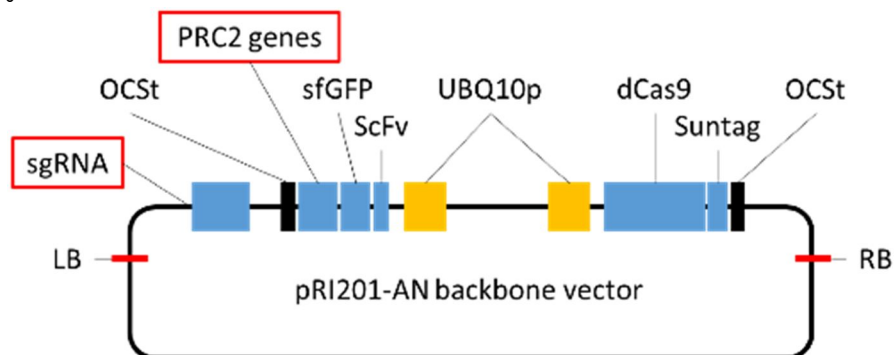 PRC2 genes
OCSt
sfGFP
UBQ10p
dCas9
OCSt
ScFv
Suntag
sgRNA
LB
RB
pRI201-AN backbone vector